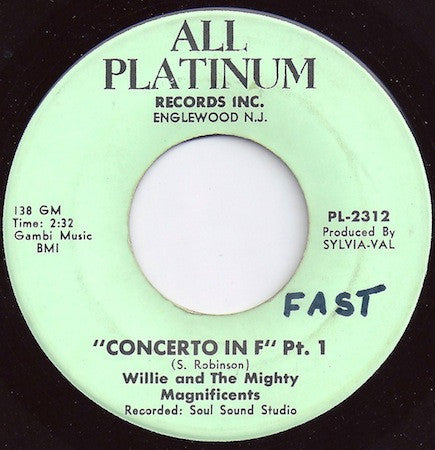 ALL
PLATINUM
RECORDS INC.
ENGLEWOOD N.J.
138 GM
Time: 2:32
Gambi Music
BMI
PL-2312
Produced By
SYLVIA-VAL
FAST
"CONCERTO IN F" Pt. 1
(S. Robinson)
Willie and The Mighty
Magnificents
Recorded: Soul Sound Studio